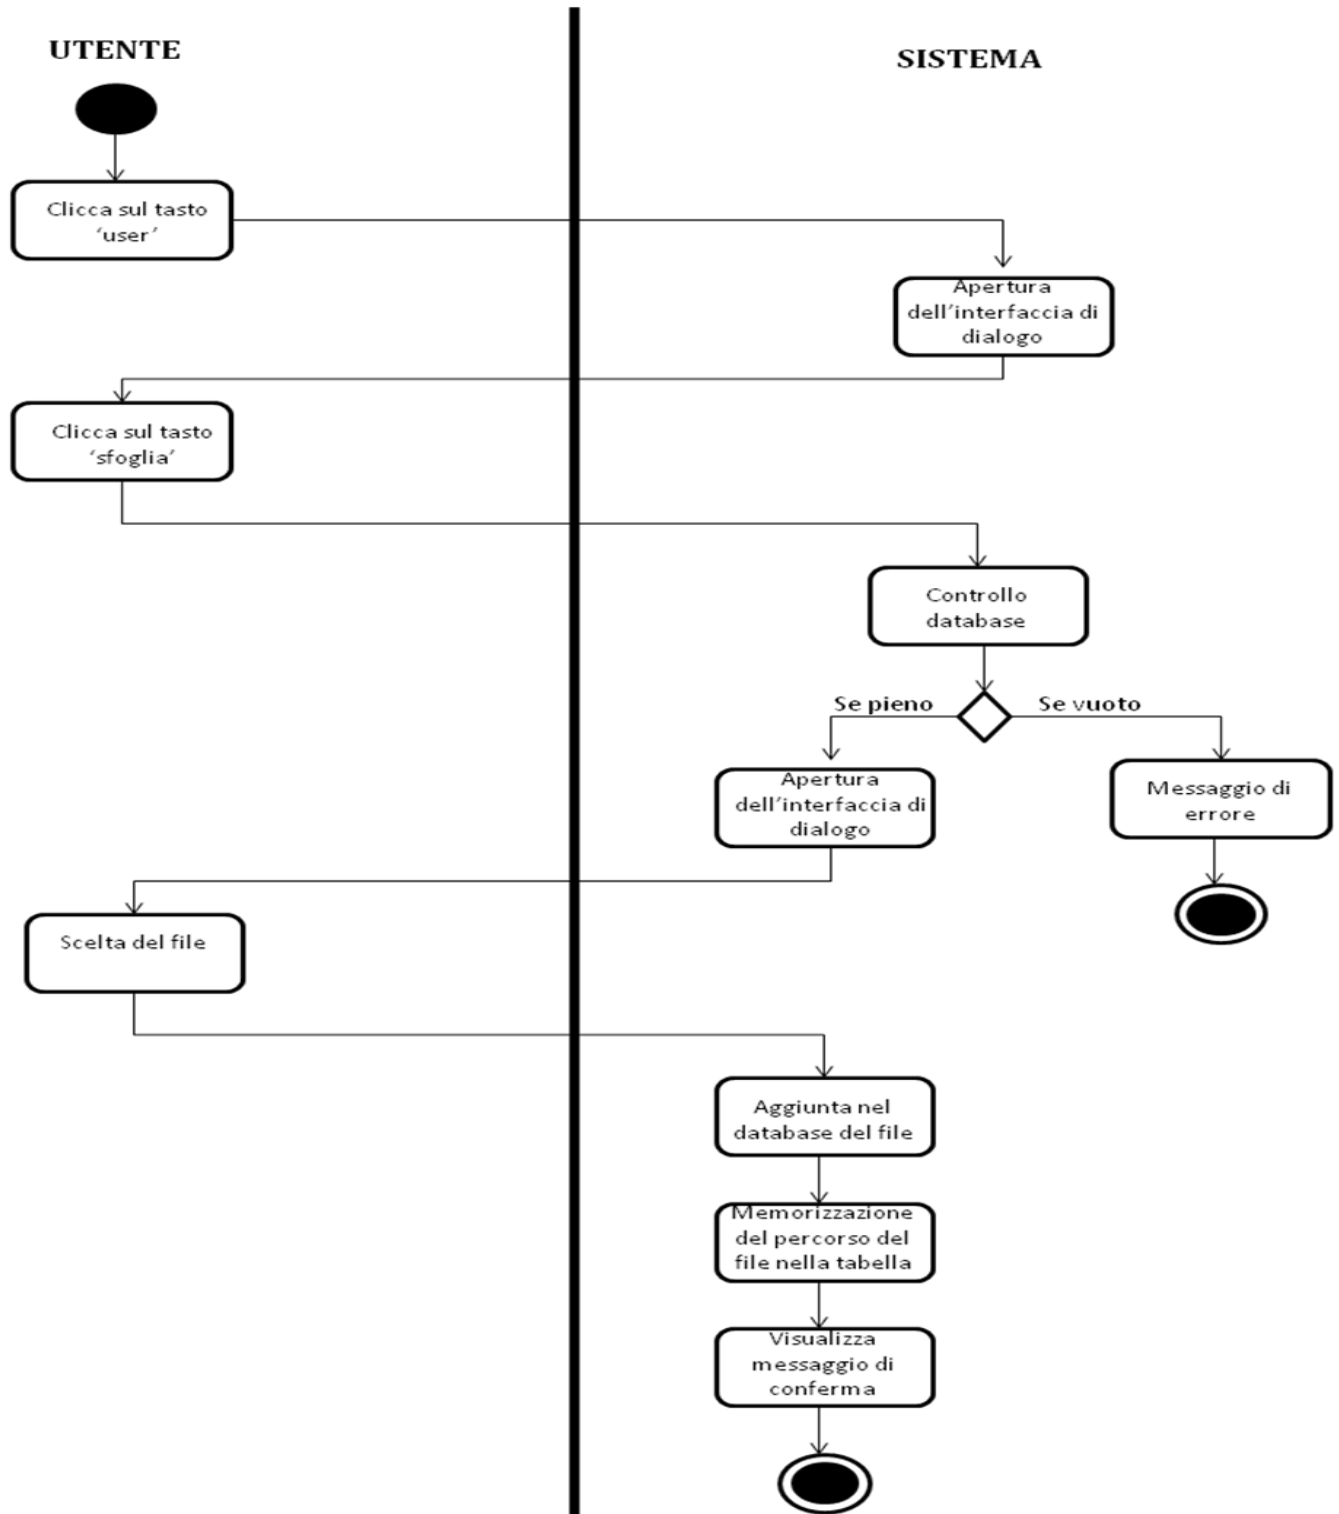 UTENTE
SISTEMA
Clicca sul tasto
‘user’
Apertura
dell’interfaccia di
dialogo
Clicca sul tasto
‘sfoglia’
Controllo
database
Se pieno
Se vuoto
Apertura
dell’interfaccia di
dialogo
Messaggio di
errore
Scelta del file
Aggiunta nel
database del file
Memorizzazione
del percorso del
file nella tabella
Visualizza
messaggio di
conferma